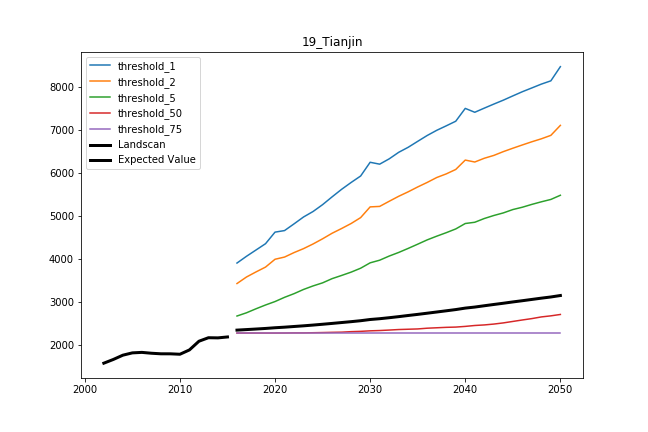 19_Tianjin
threshold_1
threshold_2
threshold_5
threshold_50
threshold_75
Landscan
Expected Value
8000
7000
6000
5000
4000
3000
2000
2000 2010 2020 2030 2040 2050